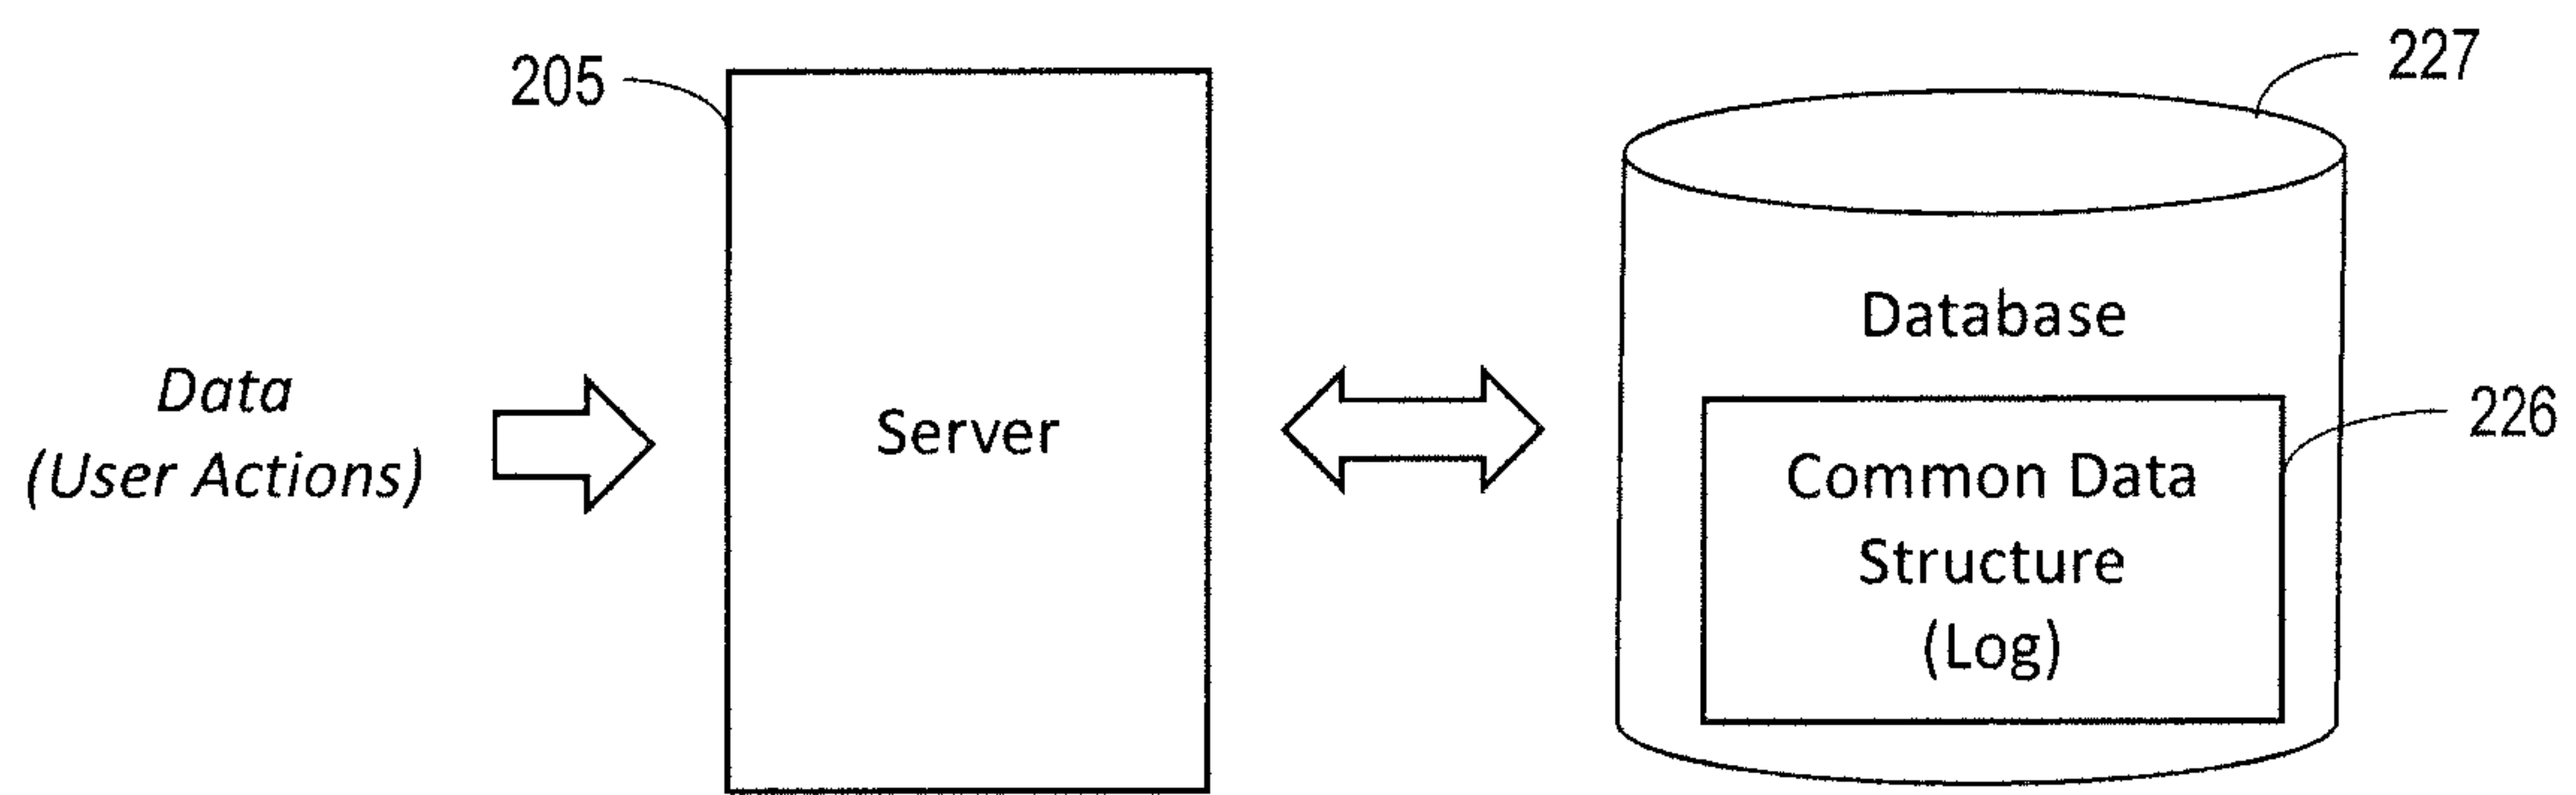 205
227
Database
Data
(User Actions)
Server
226
Common Data
Structure
(Log)